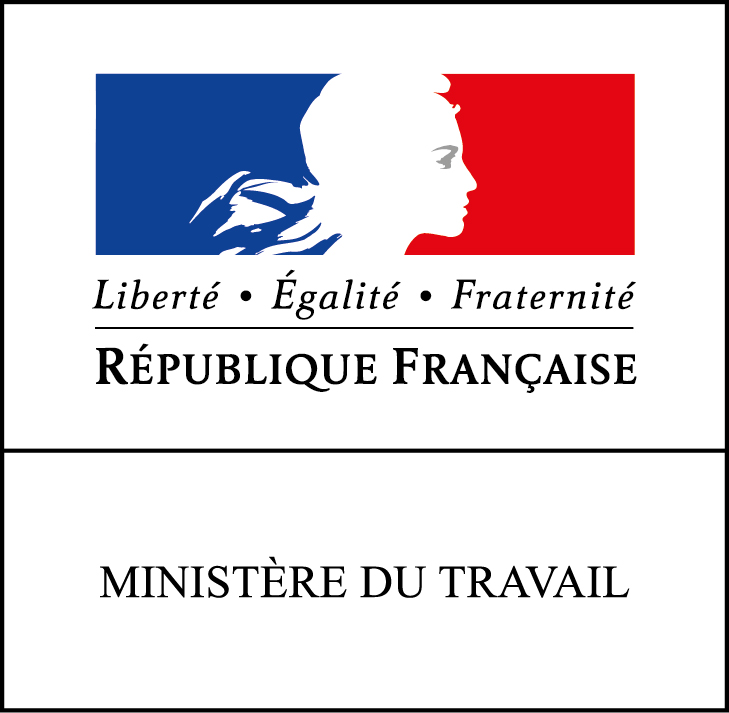 Liberté • Égalité • Fraternité
RÉPUBLIQUE FRANÇAISE
MINISTÈRE DU TRAVAIL